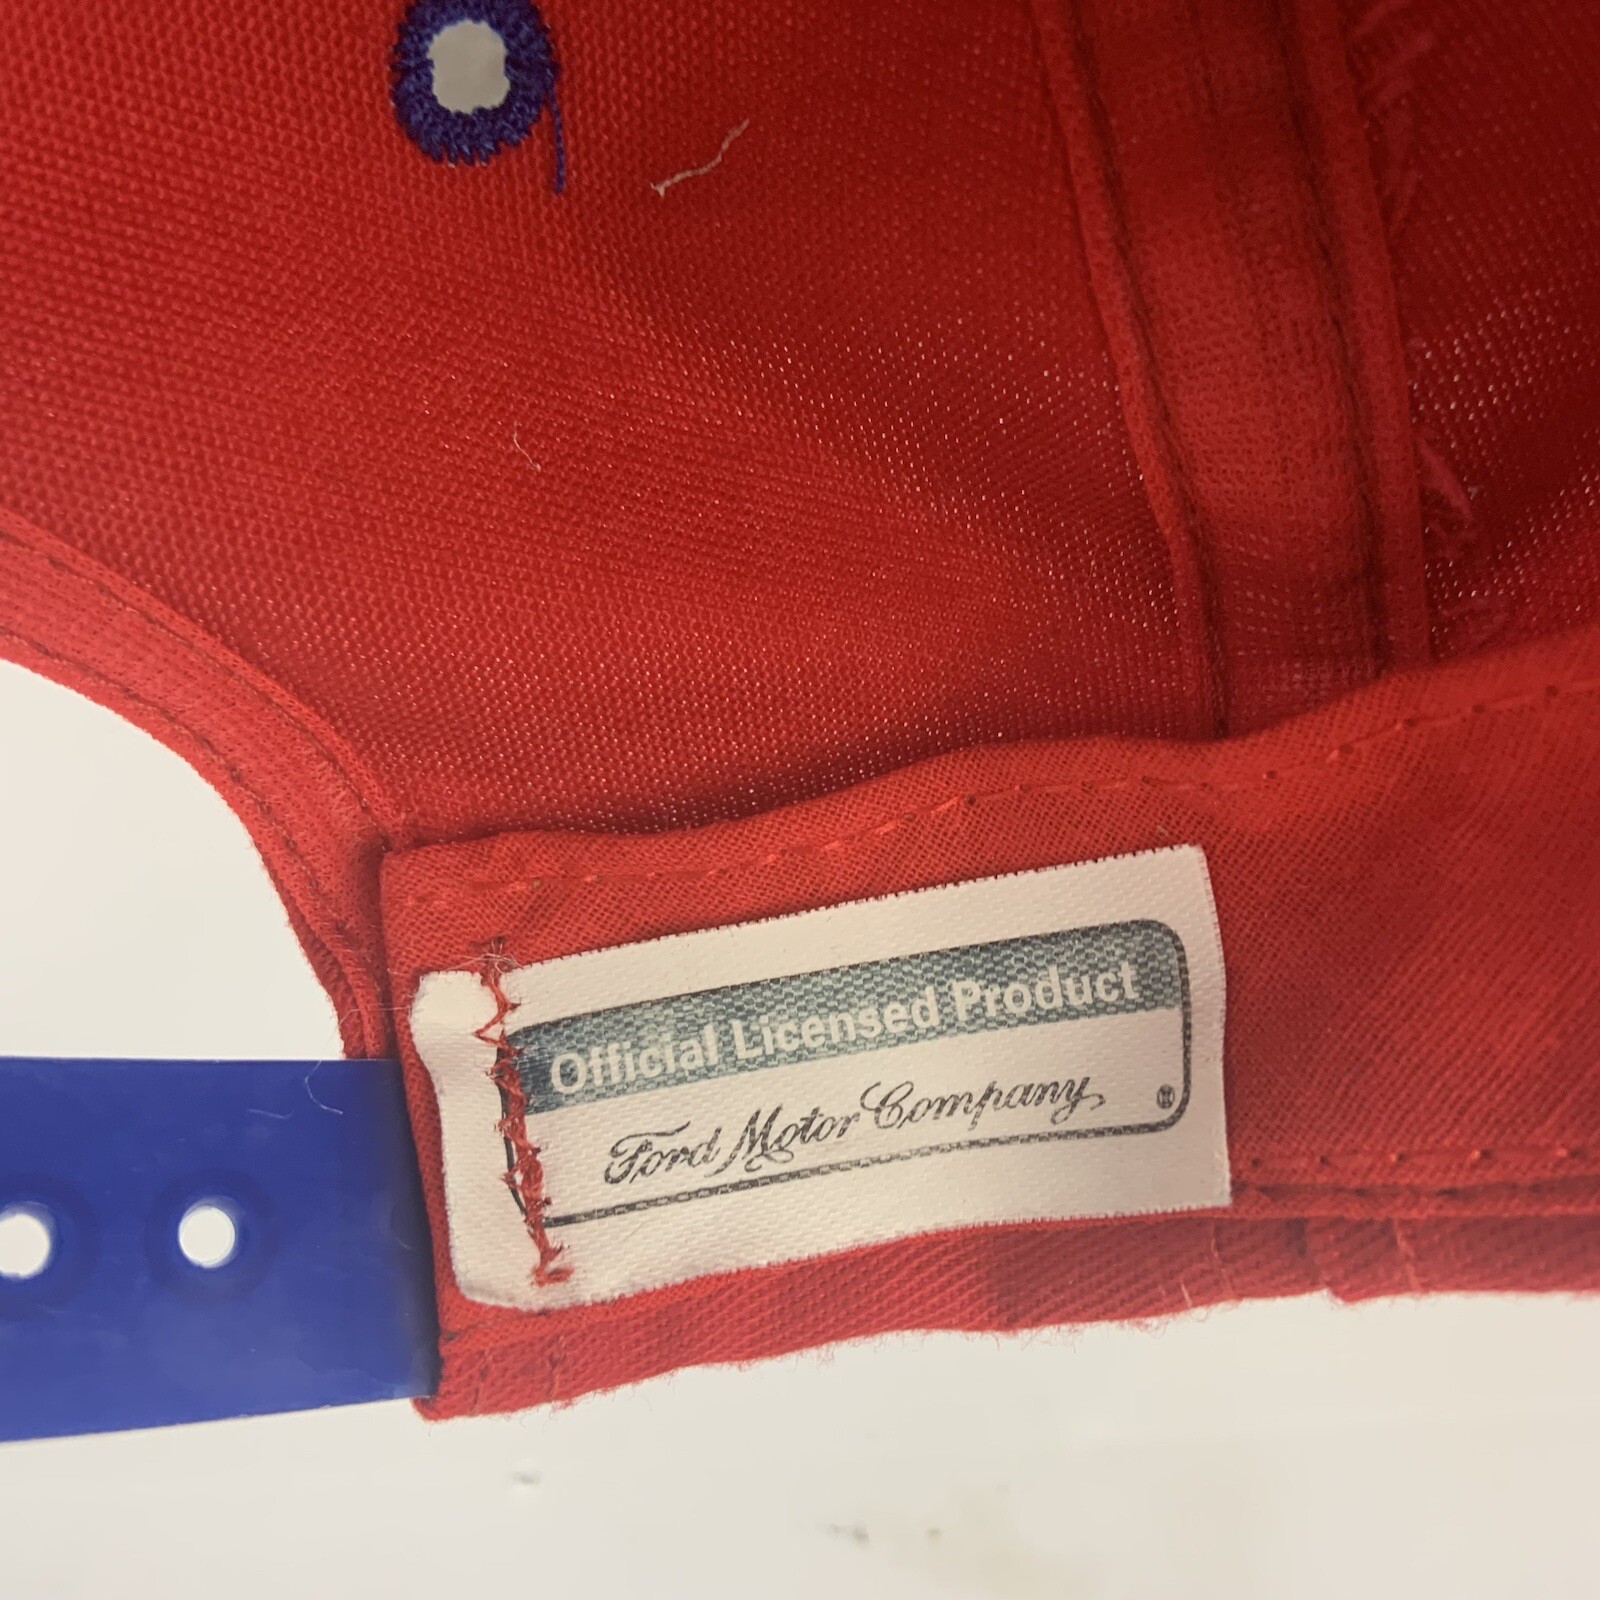 Official Licensed Product
Ford Motor Company ®